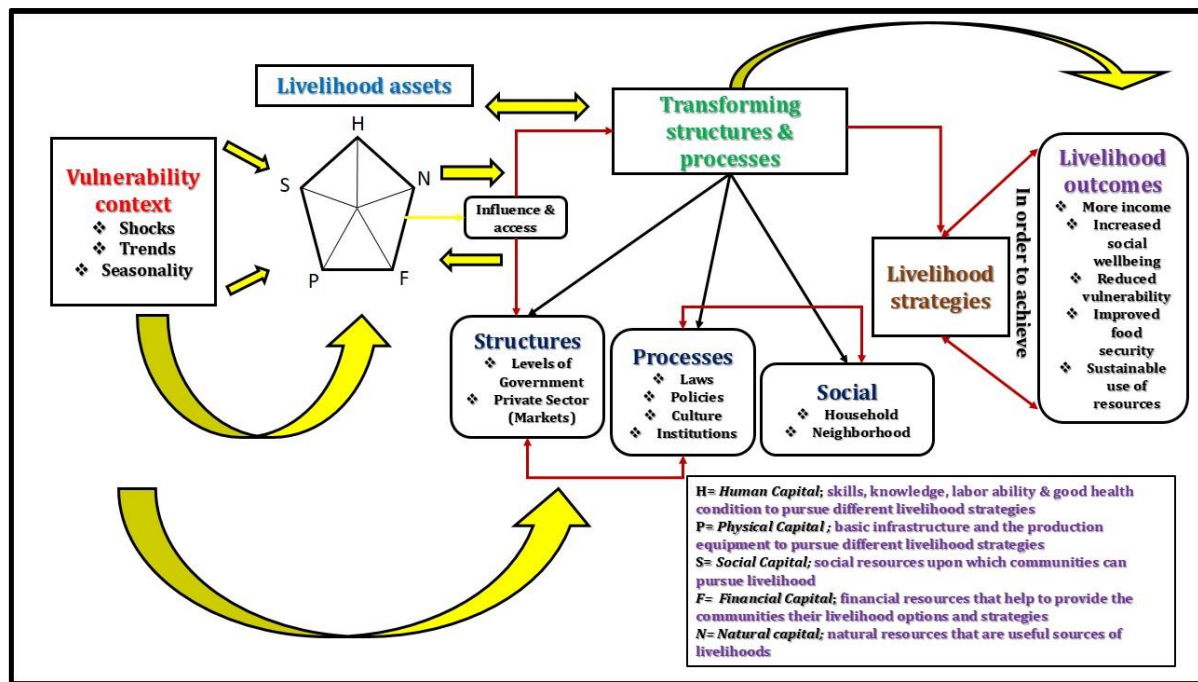 Livelihood assets
H
S
N
P
F
Vulnerability
context
❖ Shocks
❖ Trends
❖ Seasonality
Influence &
access
Transforming
structures &
processes
Structures
❖ Levels of
Government
❖ Private Sector
(Markets)
Processes
❖ Laws
❖ Policies
❖ Culture
❖ Institutions
Social
❖ Household
❖ Neighborhood
Livelihood
strategies
In order to achieve
Livelihood
outcomes
❖ More income
❖ Increased
social
wellbeing
❖ Reduced
vulnerability
❖ Improved
food
security
❖ Sustainable
use of
resources
H= Human Capital; skills, knowledge, labor ability & good health
condition to pursue different livelihood strategies
P= Physical Capital ; basic infrastructure and the production
equipment to pursue different livelihood strategies
S= Social Capital; social resources upon which communities can
pursue livelihood
F= Financial Capital; financial resources that help to provide the
communities their livelihood options and strategies
N= Natural capital; natural resources that are useful sources of
livelihoods